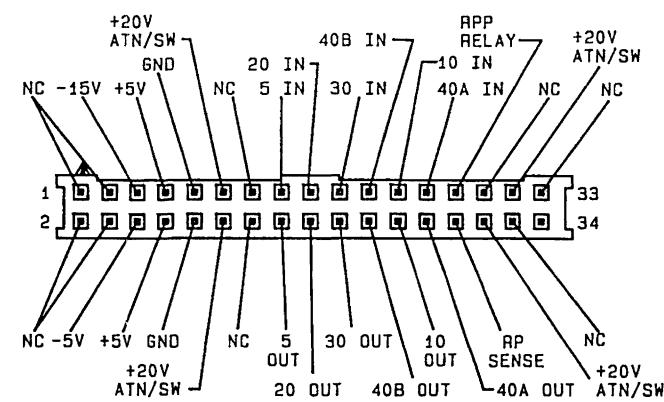 +20V
ATN/SW
GND
NC -15V +5V
NC
20 IN
5 IN
40B IN
30 IN
RPP
RELAY
10 IN
40A IN
NC
+20V
ATN/SW
NC
1
33
2
34
NC -5V +5V GND
+20V
ATN/SW
NC
5
OUT
20 OUT
30 OUT
40B OUT
10
OUT
40A OUT
RP
SENSE
NC
+20V
ATN/SW